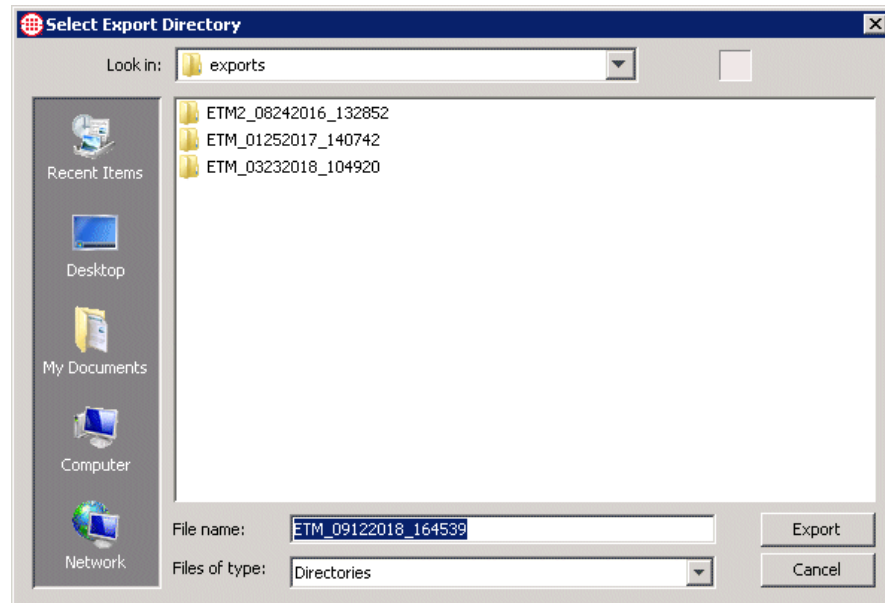 Select Export Directory
Look in: exports
ETM2_08242016_132852
ETM_01252017_140742
ETM_03232018_104920
Recent Items
Desktop
My Documents
Computer
Network
File name: ETM_09122018_164539 Export
Files of type: Directories Cancel